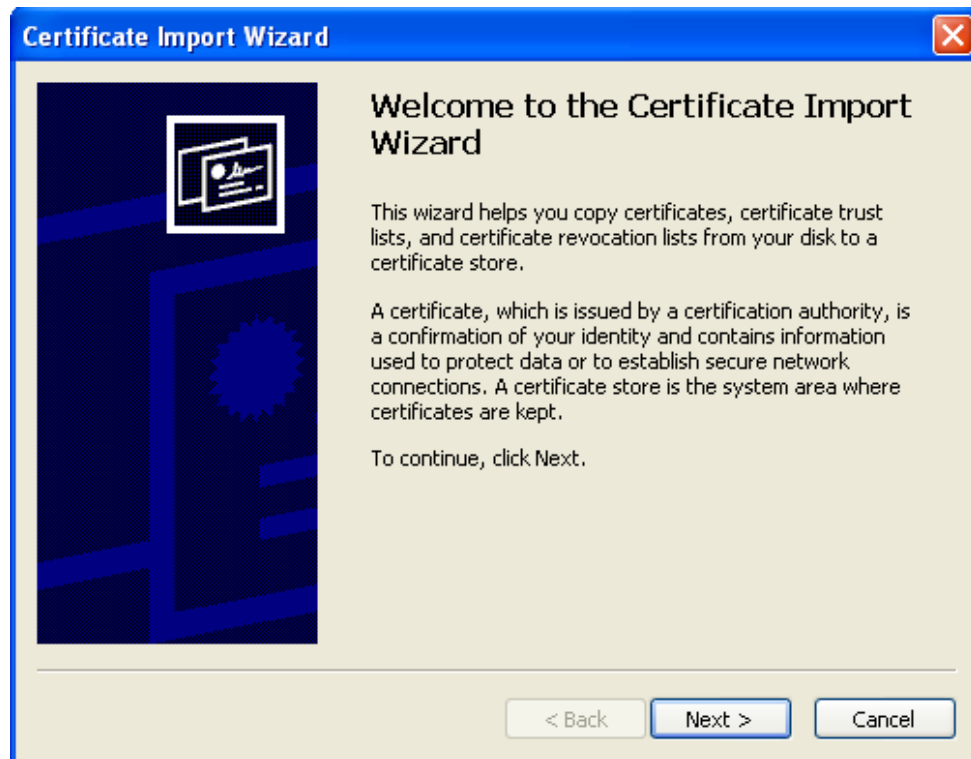 Certificate Import Wizard
Welcome to the Certificate Import
Wizard
This wizard helps you copy certificates, certificate trust
lists, and certificate revocation lists from your disk to a
certificate store.
A certificate, which is issued by a certification authority, is
a confirmation of your identity and contains information
used to protect data or to establish secure network
connections. A certificate store is the system area where
certificates are kept.
To continue, click Next.
< Back Next > Cancel